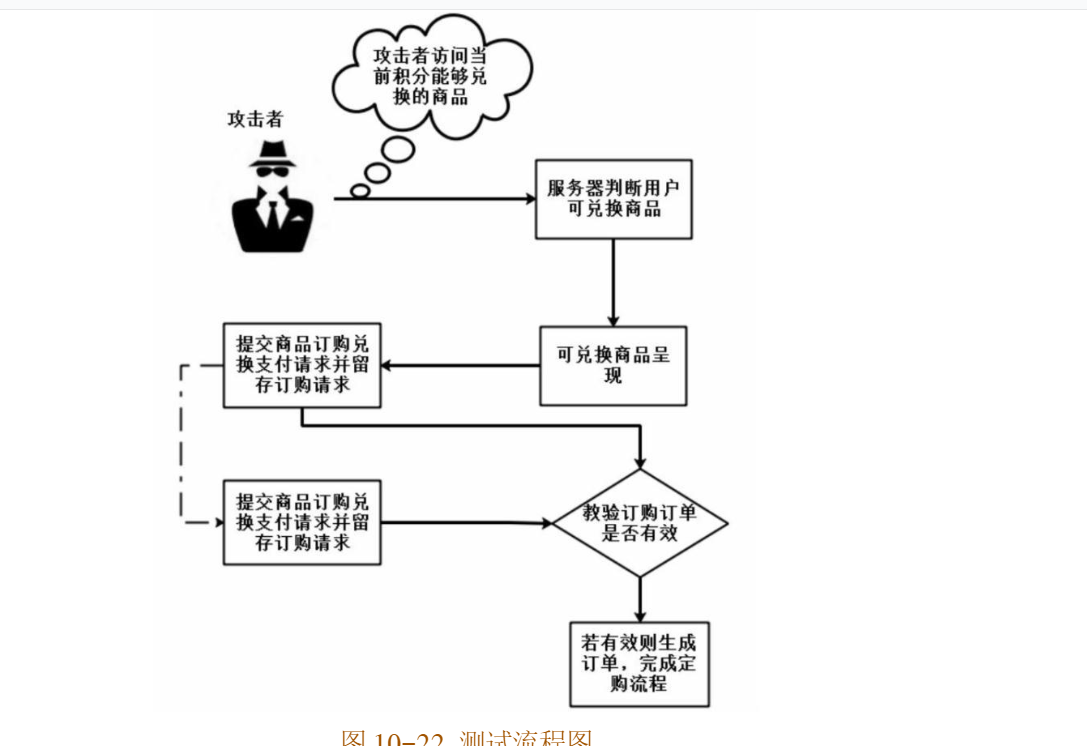 攻击者访问当
前积分能够兑
换的商品
攻击者
服务器判断用户
可兑换商品
提交商品订购兑
换支付请求并留
存订购请求
可兑换商品呈
现
提交商品订购兑
换支付请求并留
存订购请求
教验订购订单
是否有效
若有效则生成
订单，完成定
购流程
图 10-22 测试流程图